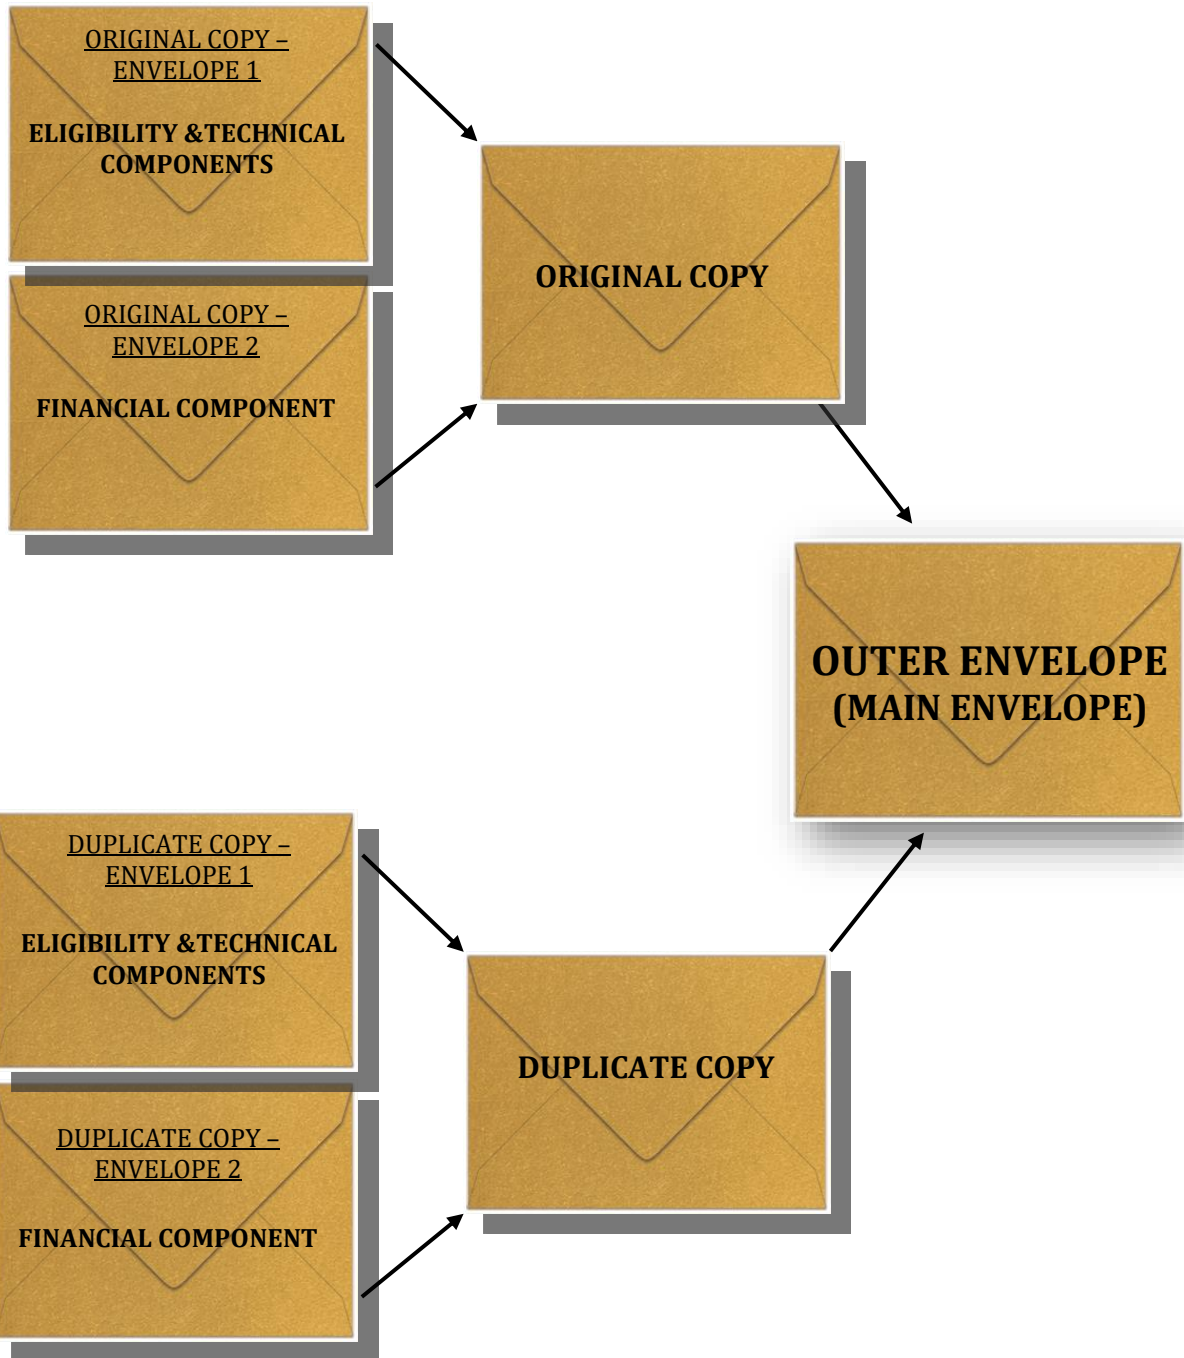 ORIGINAL COPY –
ENVELOPE 1
ELIGIBILITY &TECHNICAL
COMPONENTS
ORIGINAL COPY –
ENVELOPE 2
FINANCIAL COMPONENT
ORIGINAL COPY
OUTER ENVELOPE
(MAIN ENVELOPE)
DUPLICATE COPY –
ENVELOPE 1
ELIGIBILITY &TECHNICAL
COMPONENTS
DUPLICATE COPY –
ENVELOPE 2
FINANCIAL COMPONENT
DUPLICATE COPY